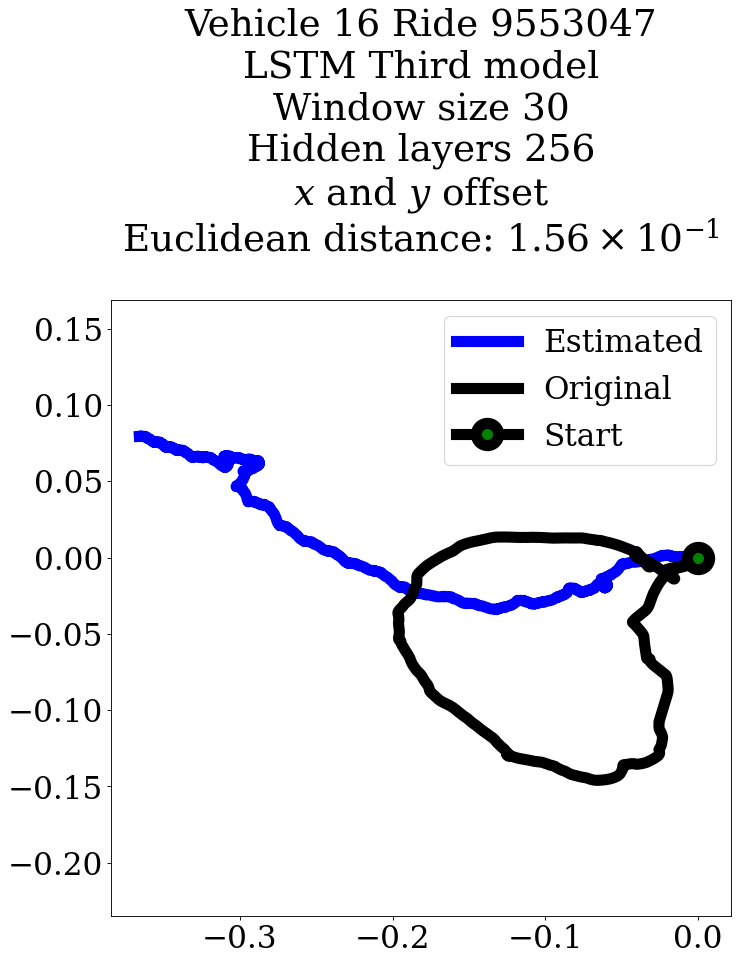 Vehicle 16 Ride 9553047
LSTM Third model
Window size 30
Hidden layers 256
x and y offset
Euclidean distance: 1.56 × 10⁻¹
Estimated
Original
Start
0.15
0.10
0.05
0.00
−0.05
−0.10
−0.15
−0.20
−0.3
−0.2
−0.1
0.0